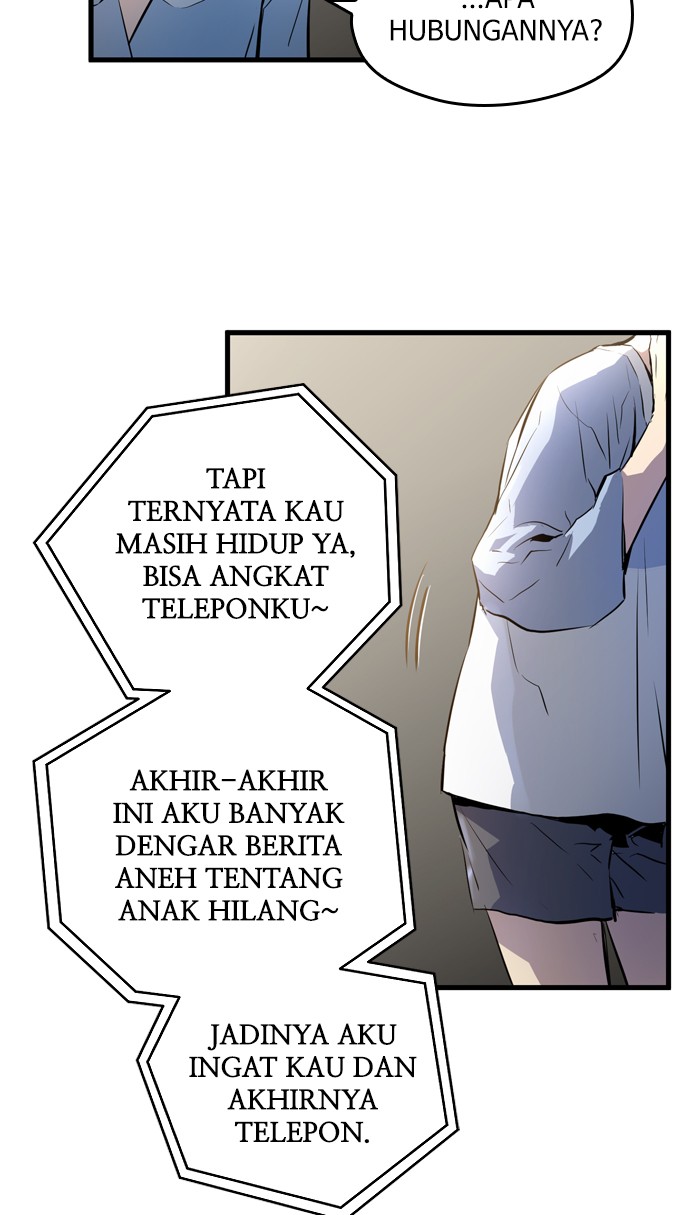 ...APA
HUBUNGANNYA?
TAPI
TERNYATA KAU
MASIH HIDUP YA,
BISA ANGKAT
TELEPONKU~
AKHIR-AKHIR
INI AKU BANYAK
DENGAR BERITA
ANEH TENTANG
ANAK HILANG~
JADINYA AKU
INGAT KAU DAN
AKHIRNYA
TELEPON.